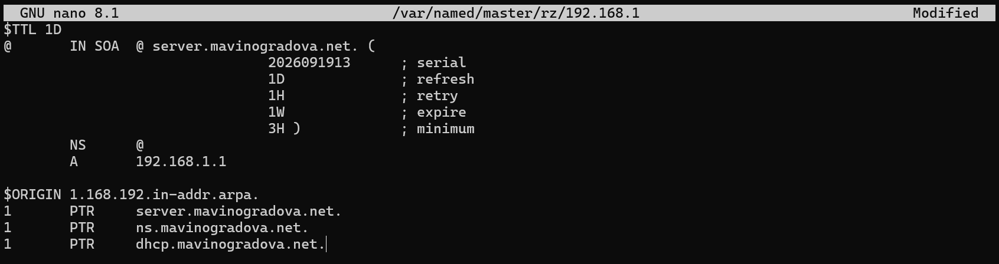 GNU nano 8.1 /var/named/master/rz/192.168.1 Modified
$TTL 1D
@ IN SOA @ server.mavinogradova.net. (
2026091913 ; serial
1D ; refresh
1H ; retry
1W ; expire
3H ) ; minimum
NS @
A 192.168.1.1
$ORIGIN 1.168.192.in-addr.arpa.
1 PTR server.mavinogradova.net.
1 PTR ns.mavinogradova.net.
1 PTR dhcp.mavinogradova.net.